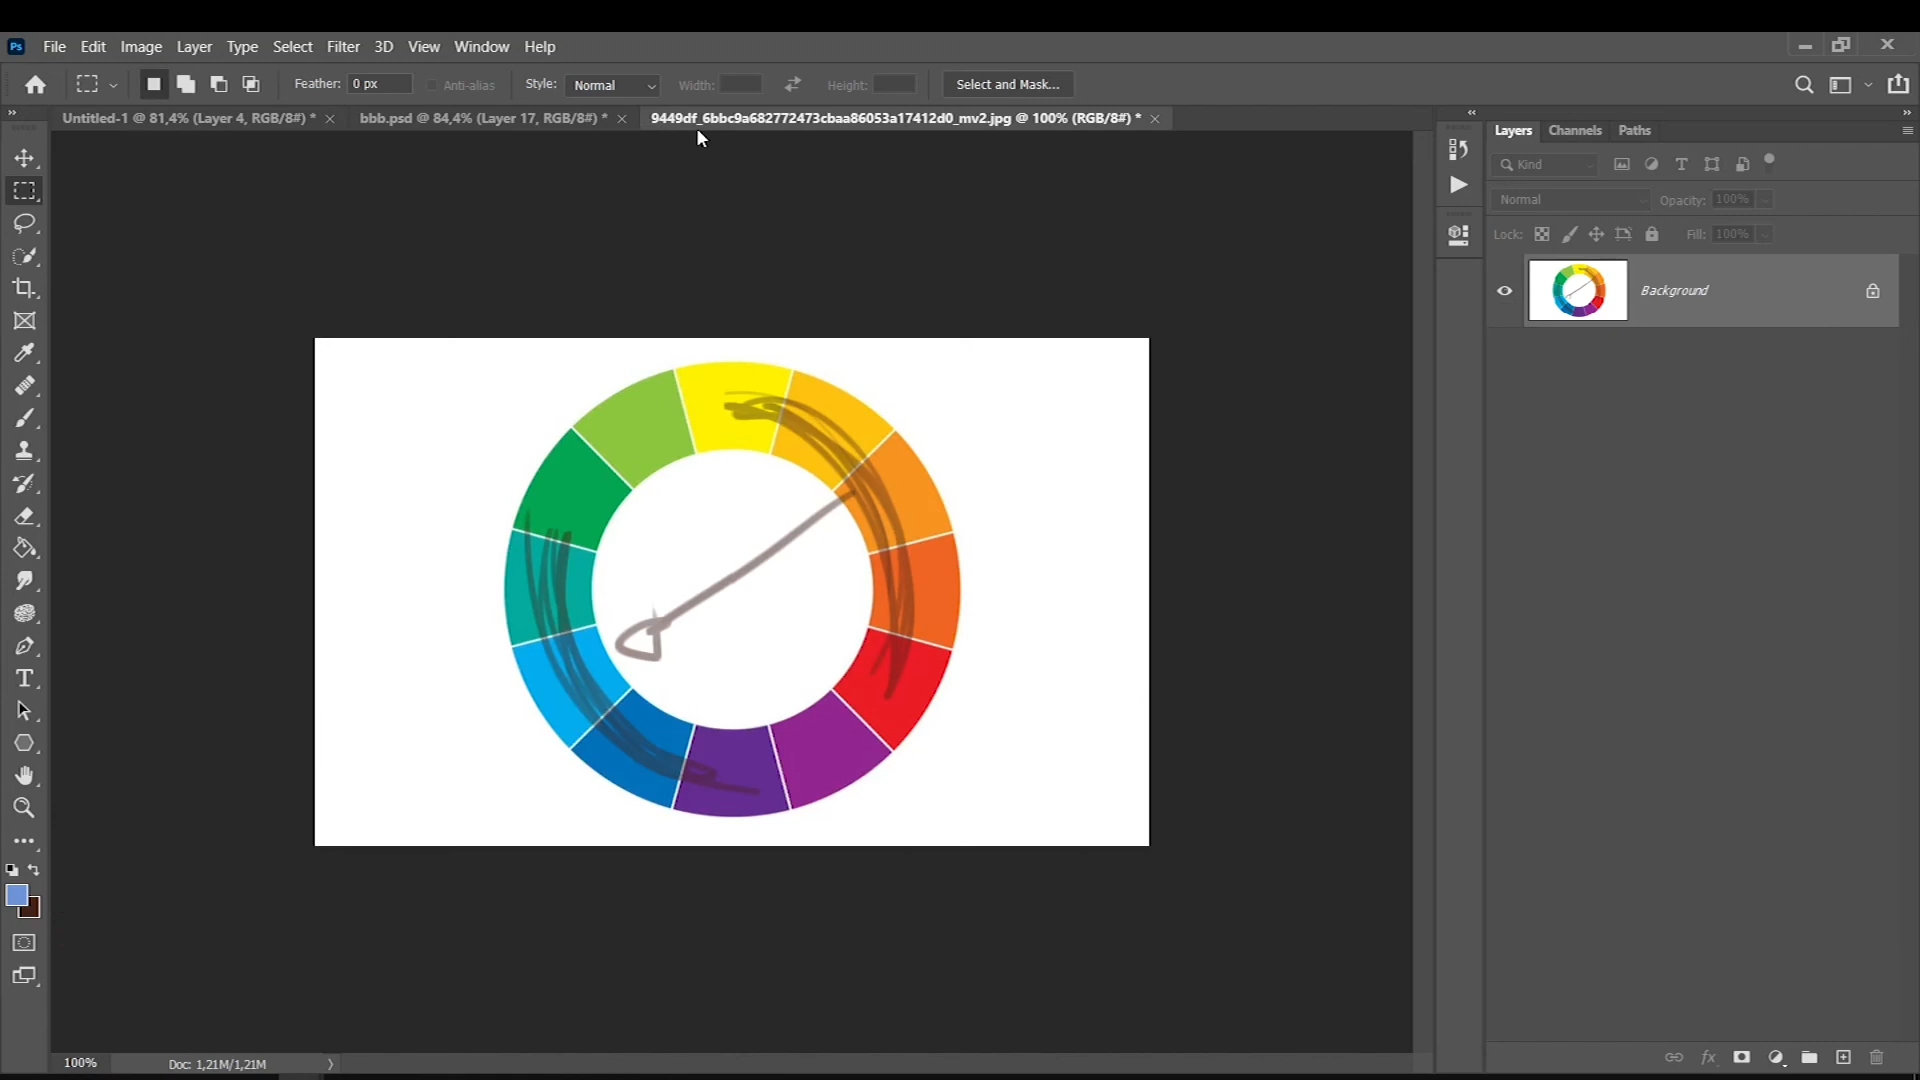 Ps File Edit Image Layer Type Select Filter 3D View Window Help
Feather: 0 px Anti-alias Style: Normal Width: Height: Select and Mask...
Untitled-1 @ 81,4% (Layer 4, RGB/8#) * bbb.psd @ 84,4% (Layer 17, RGB/8#) * 9449df_6bbc9a682772473cbaa86053a17412d0_mv2.jpg @ 100% (RGB/8#) *
Layers Channels Paths
Kind
Normal Opacity: 100%
Lock: Fill: 100%
Background
100% Doc: 1,21M/1,21M